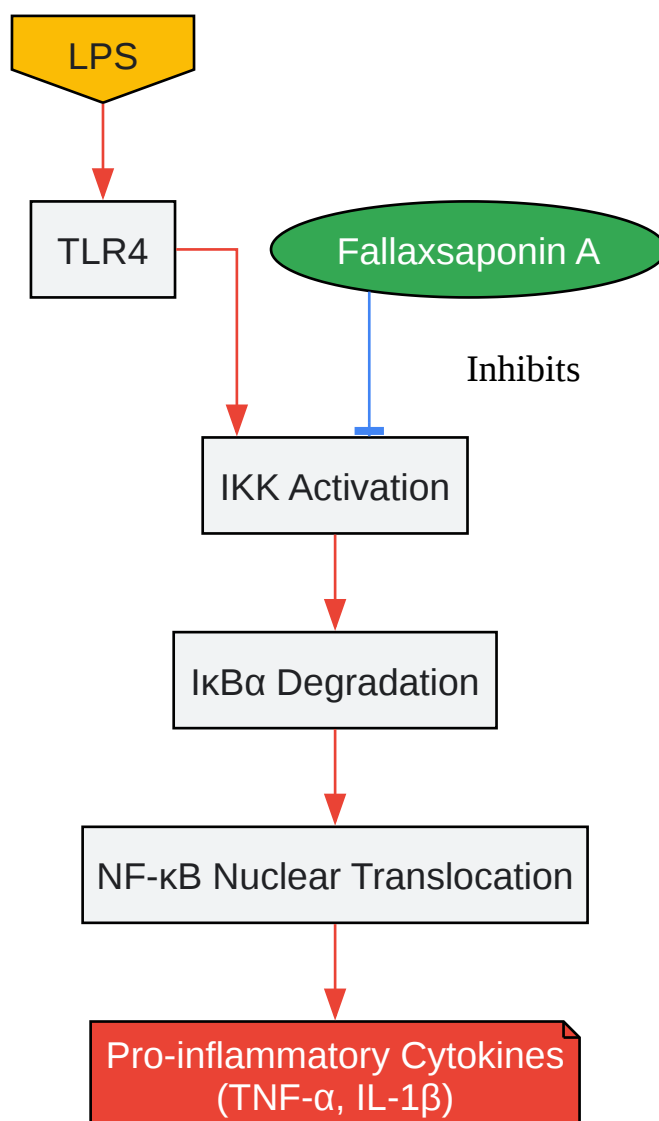 LPS
TLR4
Fallaxsaponin A
Inhibits
IKK Activation
IκBα Degradation
NF-κB Nuclear Translocation
Pro-inflammatory Cytokines
(TNF-α, IL-1β)